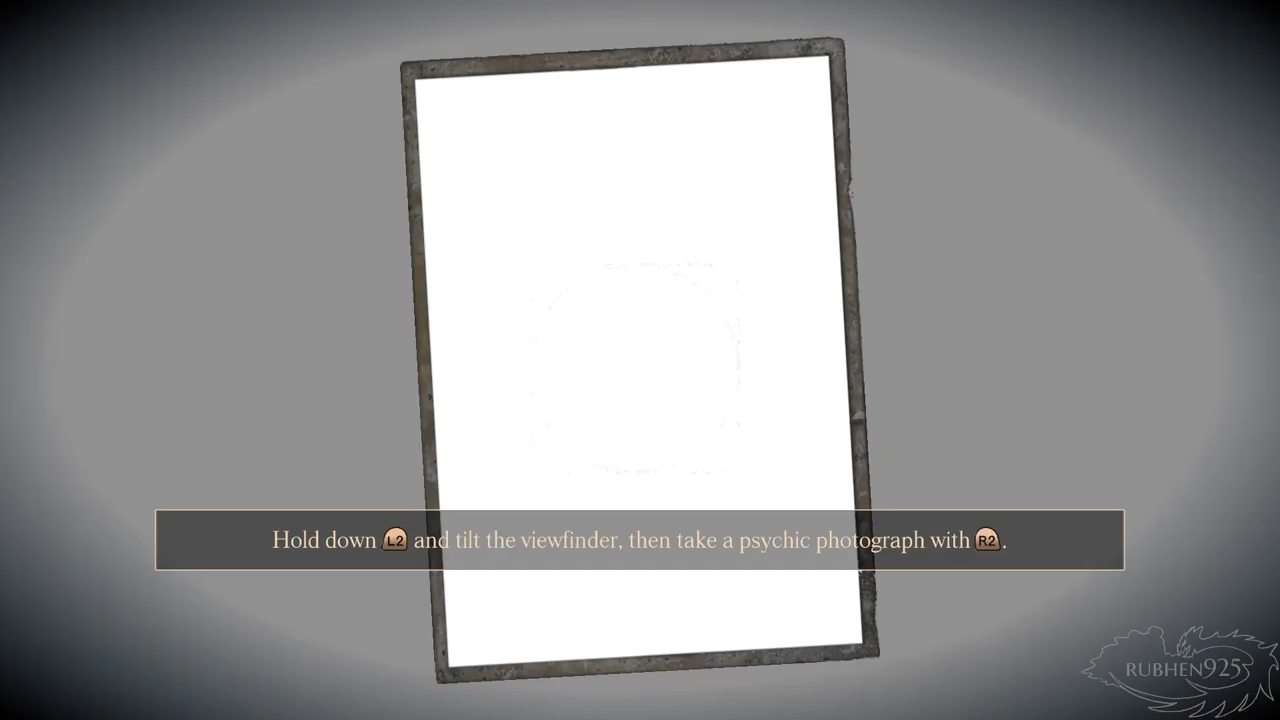 Hold down L2 and tilt the viewfinder, then take a psychic photograph with R2.
RUBHEN925